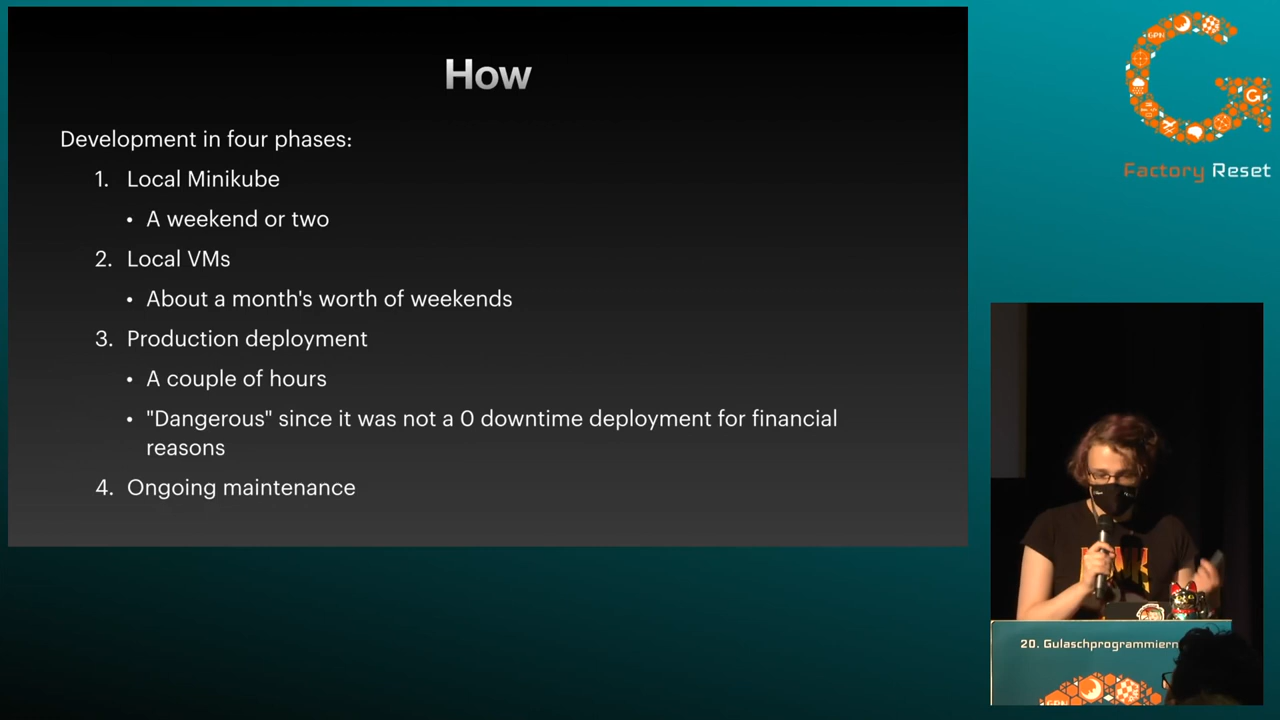 How
Development in four phases:
1. Local Minikube
• A weekend or two
2. Local VMs
• About a month's worth of weekends
3. Production deployment
• A couple of hours
• "Dangerous" since it was not a 0 downtime deployment for financial
reasons
4. Ongoing maintenance
GPN
G
Factory Reset
20. Gulaschprogrammiern
GPN